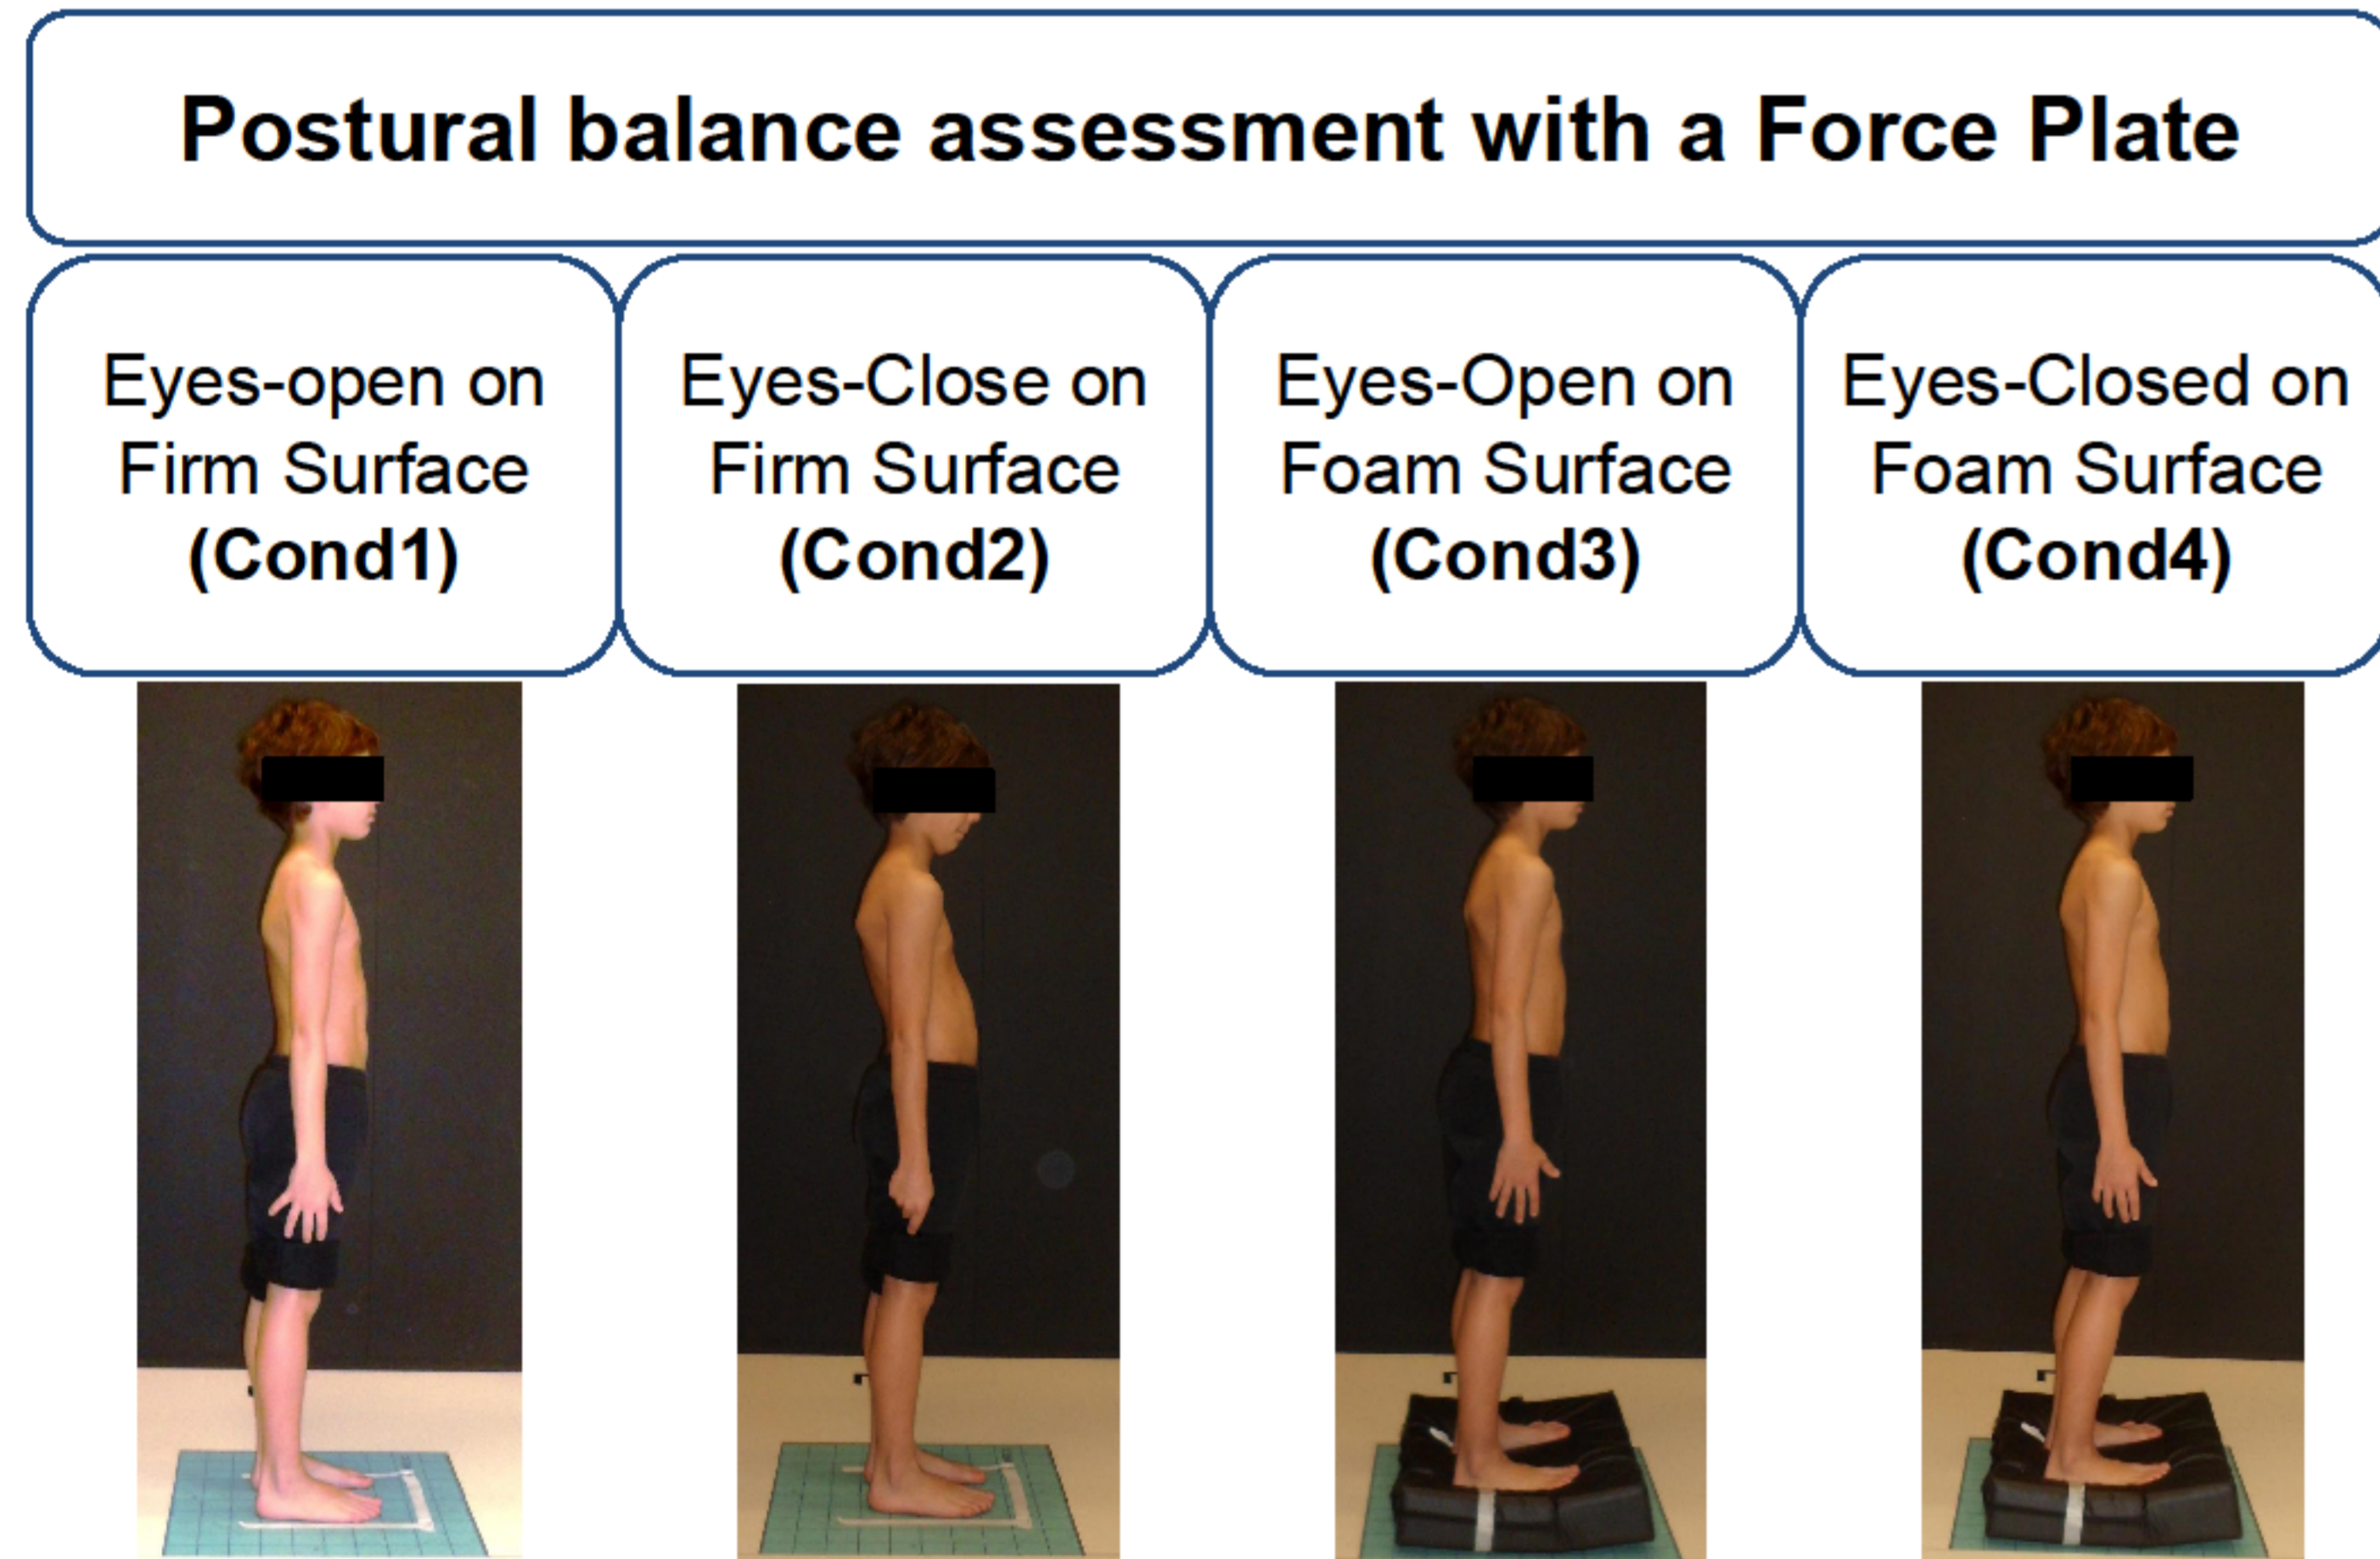 Postural balance assessment with a Force Plate
Eyes-open on
Firm Surface
(Cond1)
Eyes-Close on
Firm Surface
(Cond2)
Eyes-Open on
Foam Surface
(Cond3)
Eyes-Closed on
Foam Surface
(Cond4)